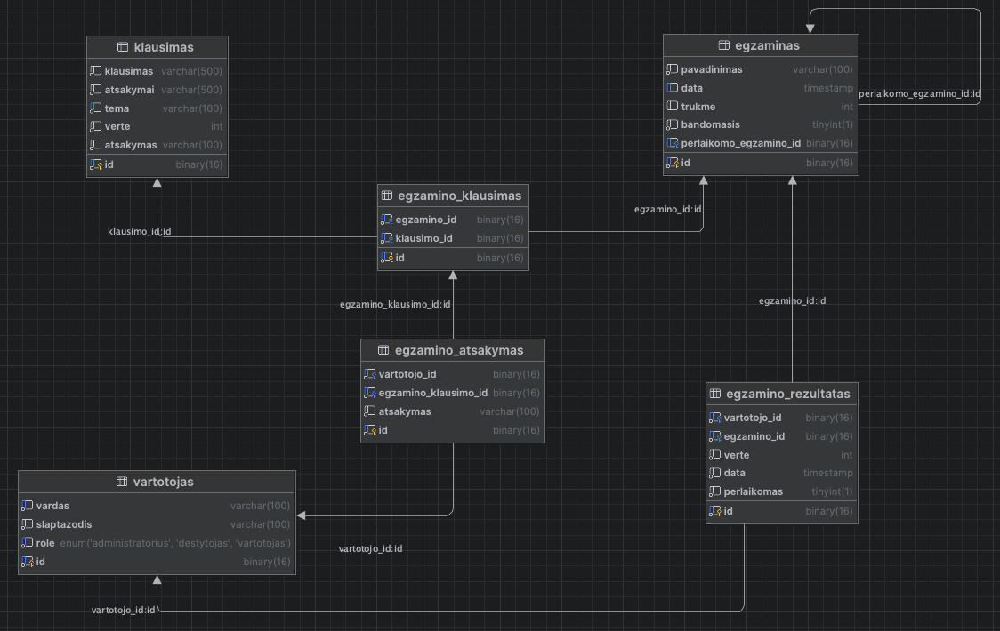 klausimas
klausimas varchar(500)
atsakymai varchar(500)
tema varchar(100)
verte int
atsakymas varchar(100)
id binary(16)
egzaminas
pavadinimas varchar(100)
data timestamp
trukme int
bandomasis tinyint(1)
perlaikomo_egzamino_id binary(16)
id binary(16)
perlaikomo_egzamino_id:id
egzamino_klausimas
egzamino_id binary(16)
klausimo_id binary(16)
id binary(16)
klausimo_id:id
egzamino_id:id
egzamino_klausimo_id:id
egzamino_id:id
egzamino_atsakymas
vartotojo_id binary(16)
egzamino_klausimo_id binary(16)
atsakymas varchar(100)
id binary(16)
egzamino_rezultatas
vartotojo_id binary(16)
egzamino_id binary(16)
verte int
data timestamp
perlaikomas tinyint(1)
id binary(16)
vartotojas
vardas varchar(100)
slaptazodis varchar(100)
role enum('administratorius', 'destytojas', 'vartotojas')
id binary(16)
vartotojo_id:id
vartotojo_id:id